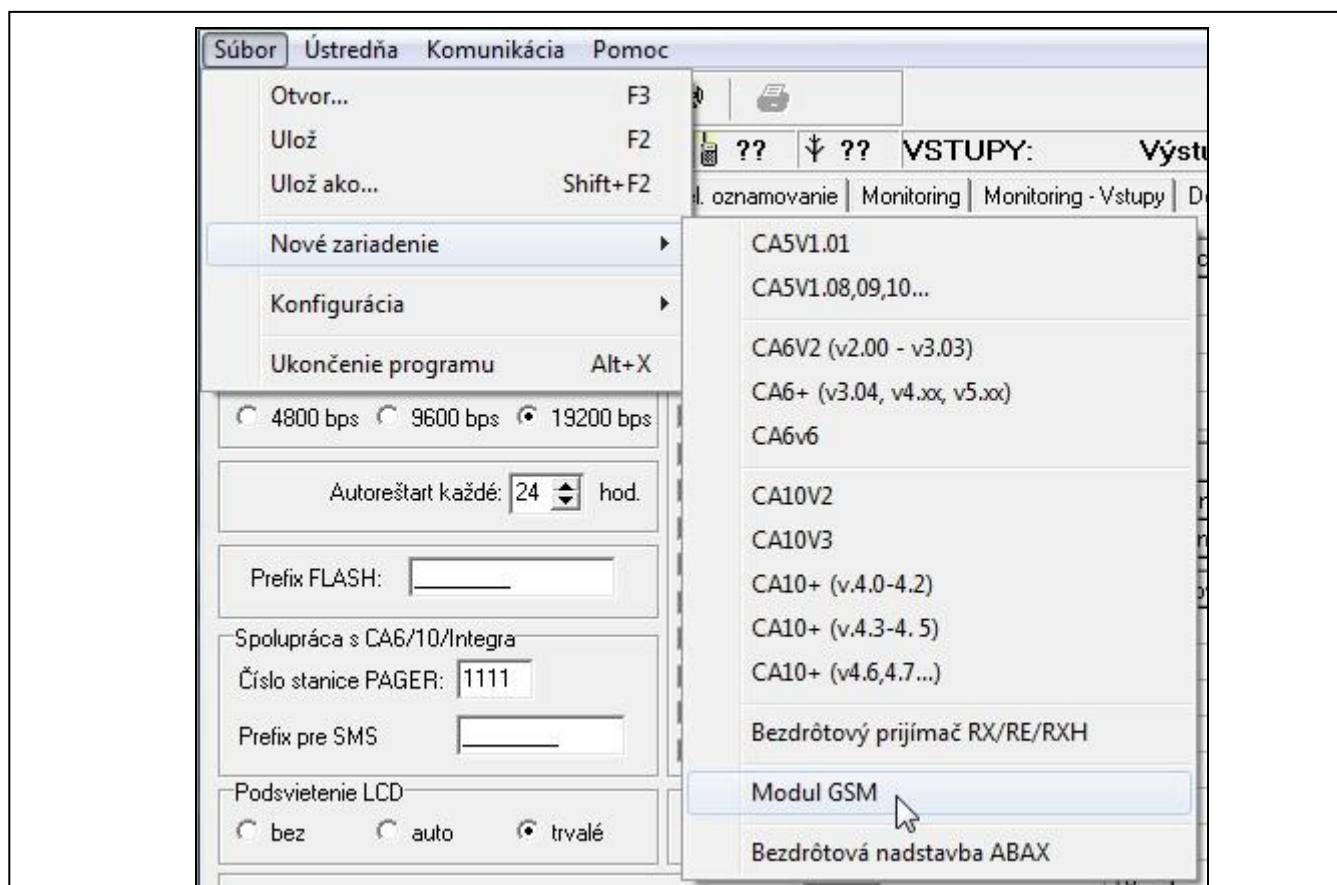 Súbor Ústredňa Komunikácia Pomoc
Otvor... F3
Ulož F2
Ulož ako... Shift+F2
Nové zariadenie
Konfigurácia
Ukončenie programu Alt+X
?? ?? VSTUPY:
oznamovanie Monitoring Monitoring - Vstupy
CA5V1.01
CA5V1.08,09,10...
CA6V2 (v2.00 - v3.03)
CA6+ (v3.04, v4.xx, v5.xx)
CA6v6
CA10V2
CA10V3
CA10+ (v.4.0-4.2)
CA10+ (v.4.3-4. 5)
CA10+ (v4.6,4.7...)
Bezdrôtový prijímač RX/RE/RXH
Modul GSM
Bezdrôtová nadstavba ABAX
4800 bps 9600 bps 19200 bps
Autoreštart každé: 24 hod.
Prefix FLASH:
Spolupráca s CA6/10/Integra
Číslo stanice PAGER: 1111
Prefix pre SMS
Podsvietenie LCD
bez auto trvalé